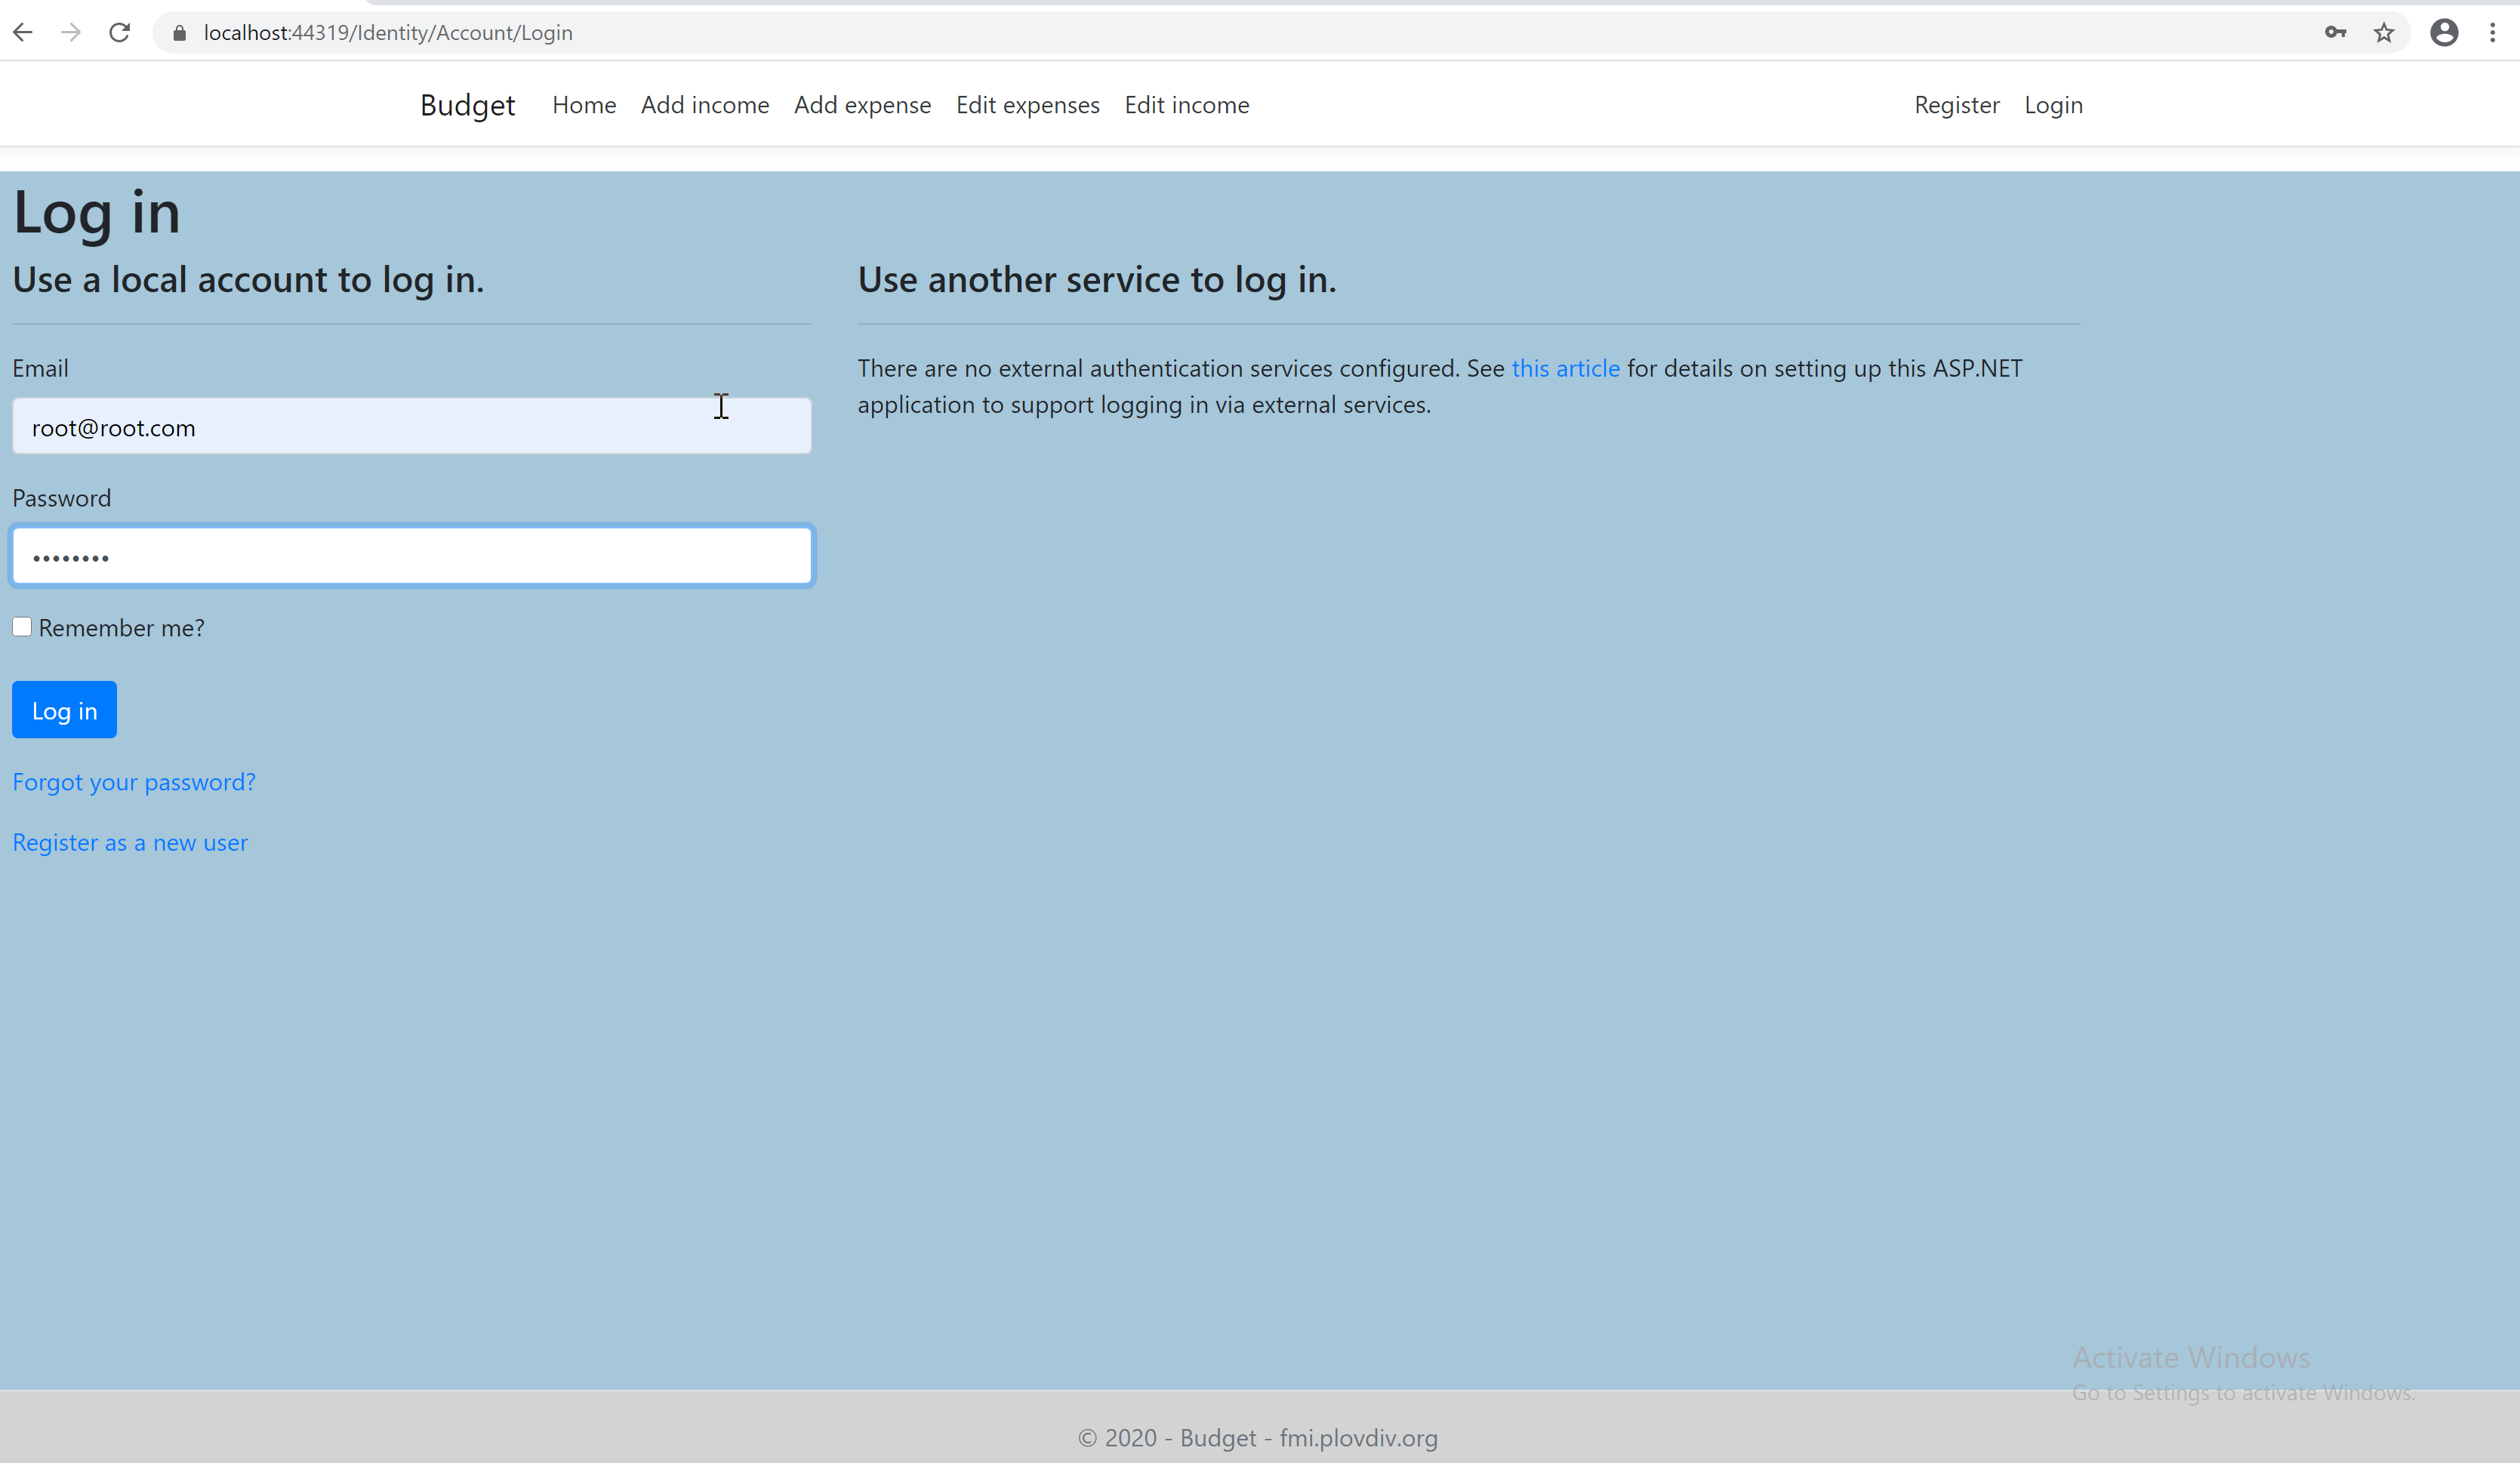 localhost:44319/Identity/Account/Login
Budget Home Add income Add expense Edit expenses Edit income Register Login
Log in
Use a local account to log in.
Email
root@root.com
Password
••••••••
Remember me?
Log in
Forgot your password?
Register as a new user
Use another service to log in.
There are no external authentication services configured. See this article for details on setting up this ASP.NET
application to support logging in via external services.
Activate Windows
Go to Settings to activate Windows.
© 2020 - Budget - fmi.plovdiv.org